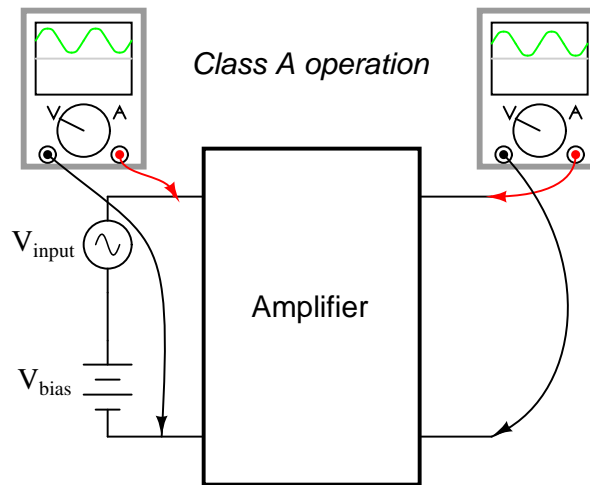 Class A operation
V A
V A
V_input
Amplifier
V_bias